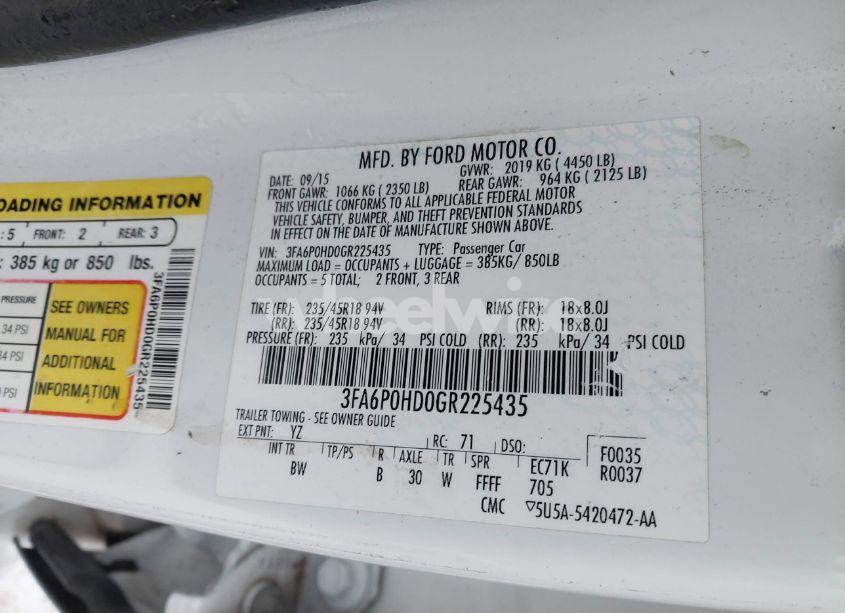 OADING INFORMATION
: 5 FRONT: 2 REAR: 3
: 385 kg or 850 lbs.
PRESSURE
34 PSI
34 PSI
PSI
SEE OWNERS
MANUAL FOR
ADDITIONAL
INFORMATION
3FA6P0HD0GR225435
MFD. BY FORD MOTOR CO.
DATE: 09/15 GVWR: 2019 KG ( 4450 LB)
FRONT GAWR: 1066 KG ( 2350 LB) REAR GAWR: 964 KG ( 2125 LB)
THIS VEHICLE CONFORMS TO ALL APPLICABLE FEDERAL MOTOR
VEHICLE SAFETY, BUMPER, AND THEFT PREVENTION STANDARDS
IN EFFECT ON THE DATE OF MANUFACTURE SHOWN ABOVE.
VIN: 3FA6P0HD0GR225435 TYPE: Passenger Car
MAXIMUM LOAD = OCCUPANTS + LUGGAGE = 385KG/ 850LB
OCCUPANTS = 5 TOTAL; 2 FRONT, 3 REAR
TIRE (FR): 235/45R18 94V RIMS (FR): 18x8.0J
(RR): 235/45R18 94V (RR): 18x8.0J
PRESSURE (FR): 235 kPa/ 34 PSI COLD (RR): 235 kPa/ 34 PSI COLD
3FA6P0HD0GR225435
TRAILER TOWING - SEE OWNER GUIDE
EXT PNT: YZ RC: 71 DSO: F0035
INT TR TP/PS R AXLE TR SPR EC71K R0037
BW B 30 W FFFF 705
CMC 5U5A-5420472-AA